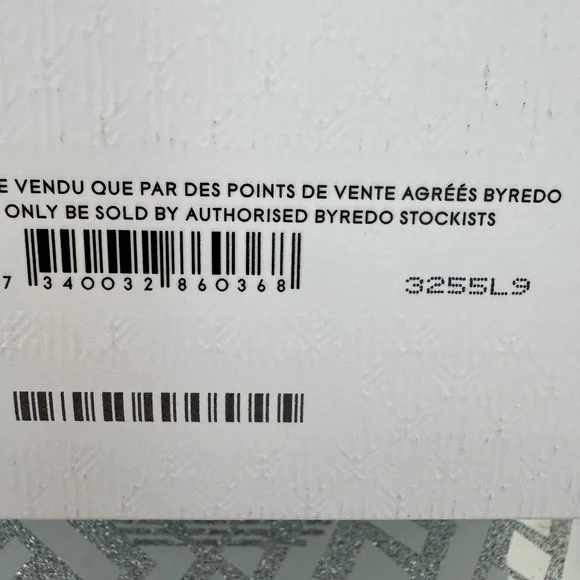 E VENDU QUE PAR DES POINTS DE VENTE AGRÉÉS BYREDO
ONLY BE SOLD BY AUTHORISED BYREDO STOCKISTS
7 340032 860368
3255L9